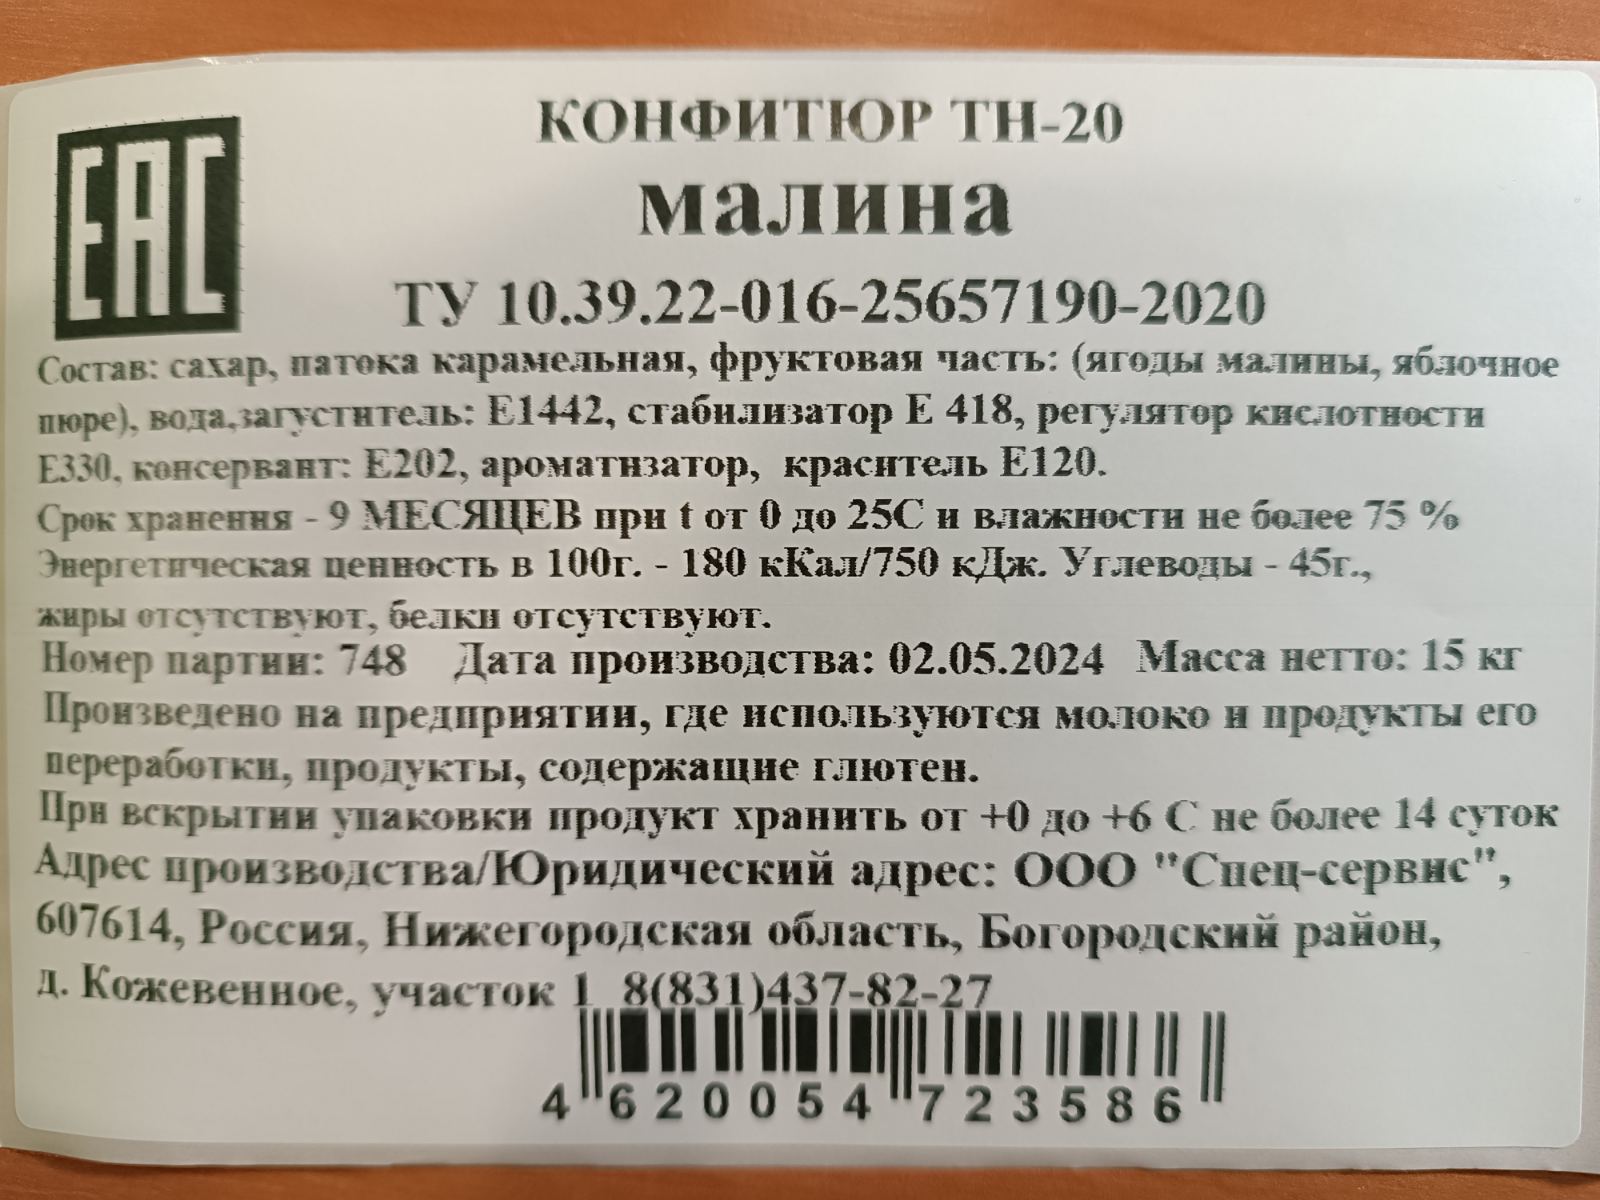 EAC
КОНФИТЮР ТН-20
малина
ТУ 10.39.22-016-25657190-2020
Состав: сахар, патока карамельная, фруктовая часть: (ягоды малины, яблочное
пюре), вода,загуститель: Е1442, стабилизатор Е 418, регулятор кислотности
Е330, консервант: Е202, ароматизатор, краситель Е120.
Срок хранения - 9 МЕСЯЦЕВ при t от 0 до 25С и влажности не более 75 %
Энергетическая ценность в 100г. - 180 кКал/750 кДж. Углеводы - 45г.,
жиры отсутствуют, белки отсутствуют.
Номер партии: 748 Дата производства: 02.05.2024 Масса нетто: 15 кг
Произведено на предприятии, где используются молоко и продукты его
переработки, продукты, содержащие глютен.
При вскрытии упаковки продукт хранить от +0 до +6 С не более 14 суток
Адрес производства/Юридический адрес: ООО "Спец-сервис",
607614, Россия, Нижегородская область, Богородский район,
д. Кожевенное, участок 1 8(831)437-82-27
4 620054 723586